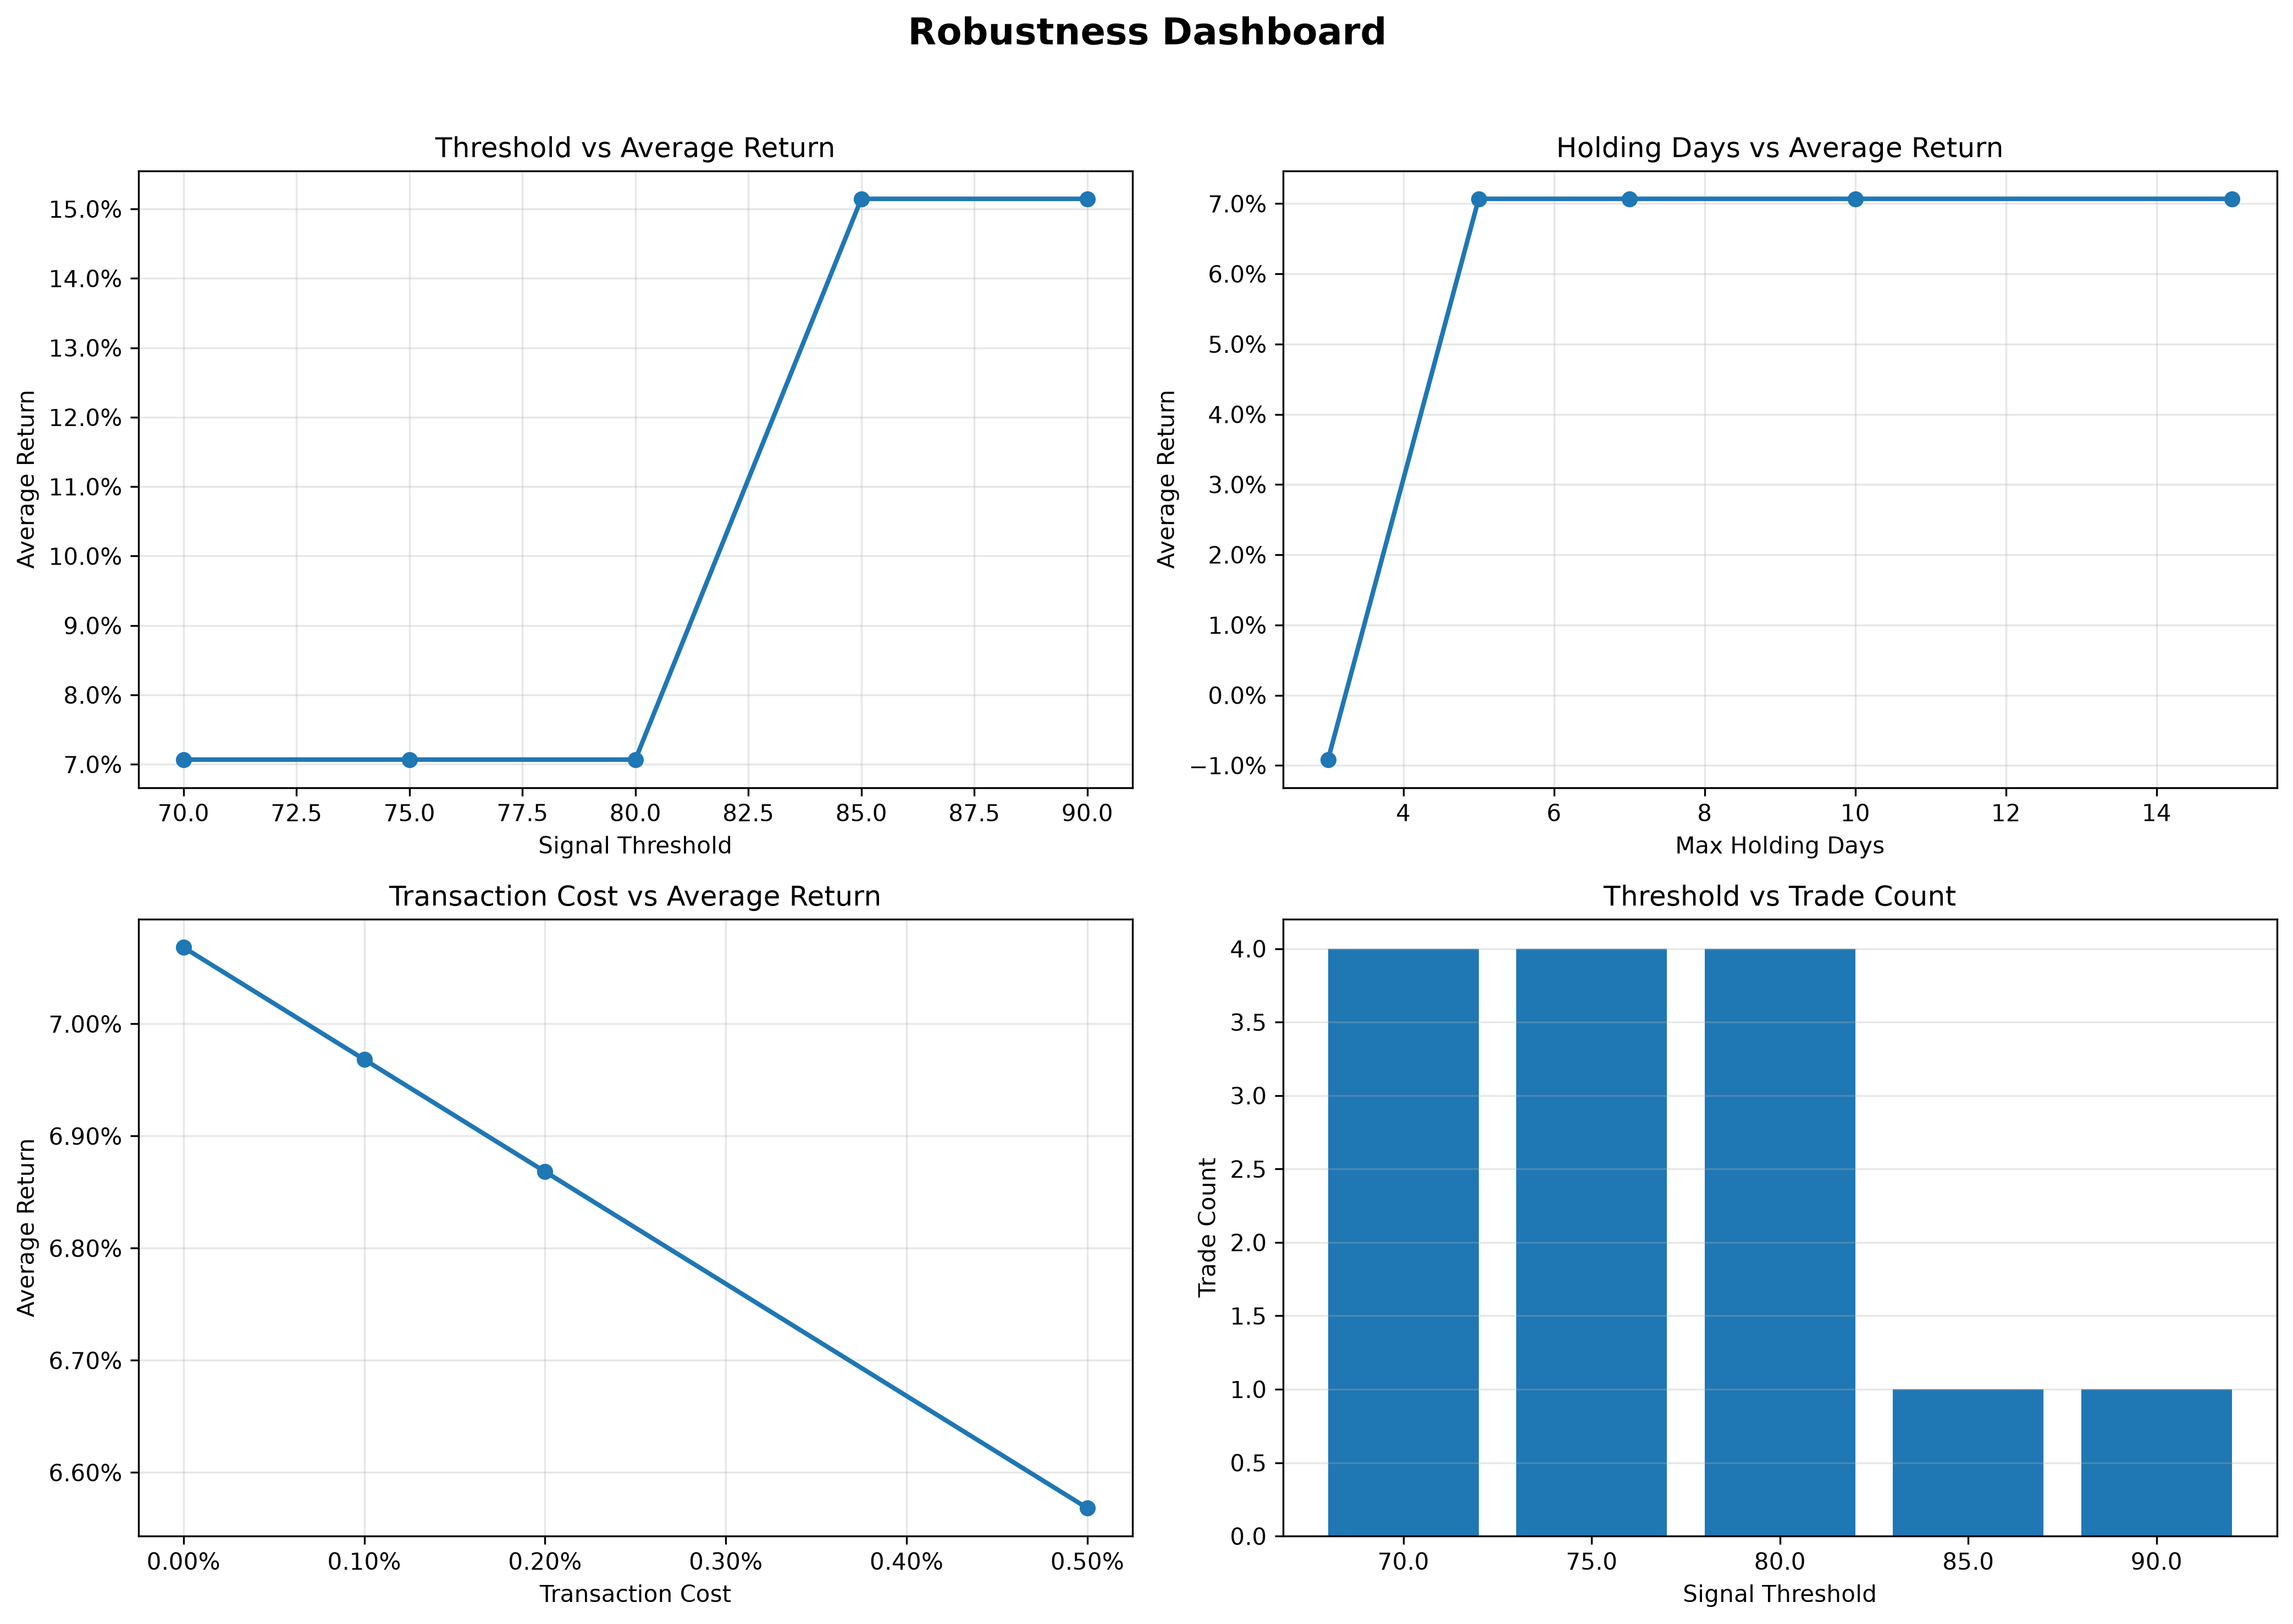 Robustness Dashboard
Threshold vs Average Return
Average Return
15.0%
14.0%
13.0%
12.0%
11.0%
10.0%
9.0%
8.0%
7.0%
70.0 72.5 75.0 77.5 80.0 82.5 85.0 87.5 90.0
Signal Threshold
Holding Days vs Average Return
Average Return
7.0%
6.0%
5.0%
4.0%
3.0%
2.0%
1.0%
0.0%
−1.0%
4 6 8 10 12 14
Max Holding Days
Transaction Cost vs Average Return
Average Return
7.00%
6.90%
6.80%
6.70%
6.60%
0.00% 0.10% 0.20% 0.30% 0.40% 0.50%
Transaction Cost
Threshold vs Trade Count
Trade Count
4.0
3.5
3.0
2.5
2.0
1.5
1.0
0.5
0.0
70.0 75.0 80.0 85.0 90.0
Signal Threshold